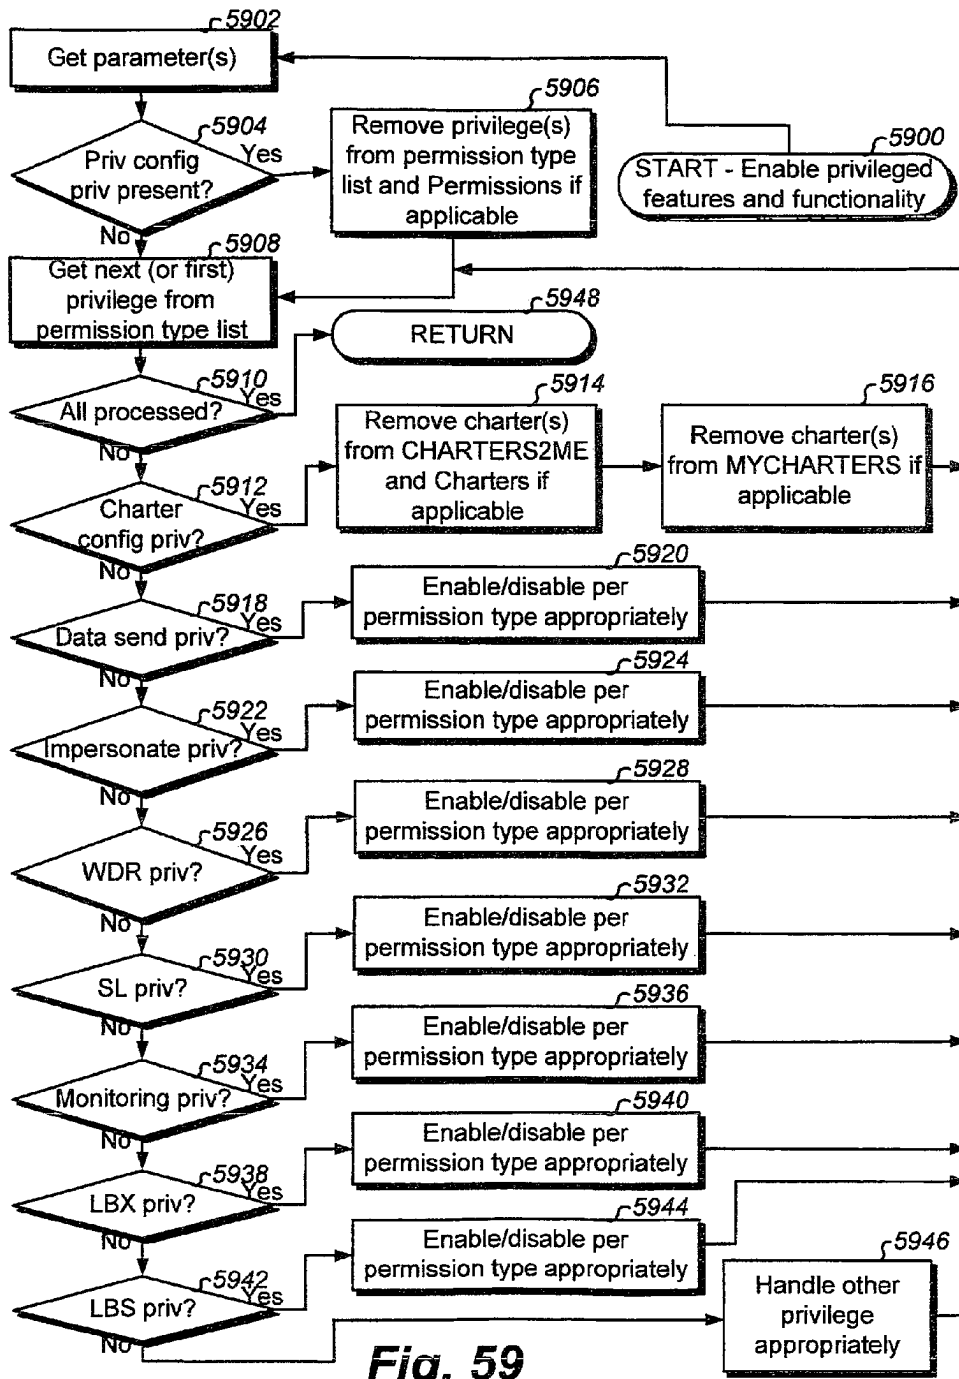 5902
Get parameter(s)
5904
Priv config
priv present?
Yes
No
5906
Remove privilege(s)
from permission type
list and Permissions if
applicable
5900
START - Enable privileged
features and functionality
5908
Get next (or first)
privilege from
permission type list
5948
RETURN
5910
All processed?
Yes
No
5912
Charter
config priv?
Yes
No
5914
Remove charter(s)
from CHARTERS2ME
and Charters if
applicable
5916
Remove charter(s)
from MYCHARTERS if
applicable
5918
Data send priv?
Yes
No
5920
Enable/disable per
permission type appropriately
5922
Impersonate priv?
Yes
No
5924
Enable/disable per
permission type appropriately
5926
WDR priv?
Yes
No
5928
Enable/disable per
permission type appropriately
5930
SL priv?
Yes
No
5932
Enable/disable per
permission type appropriately
5934
Monitoring priv?
Yes
No
5936
Enable/disable per
permission type appropriately
5938
LBX priv?
Yes
No
5940
Enable/disable per
permission type appropriately
5942
LBS priv?
Yes
No
5944
Enable/disable per
permission type appropriately
5946
Handle other
privilege
appropriately
Fig. 59